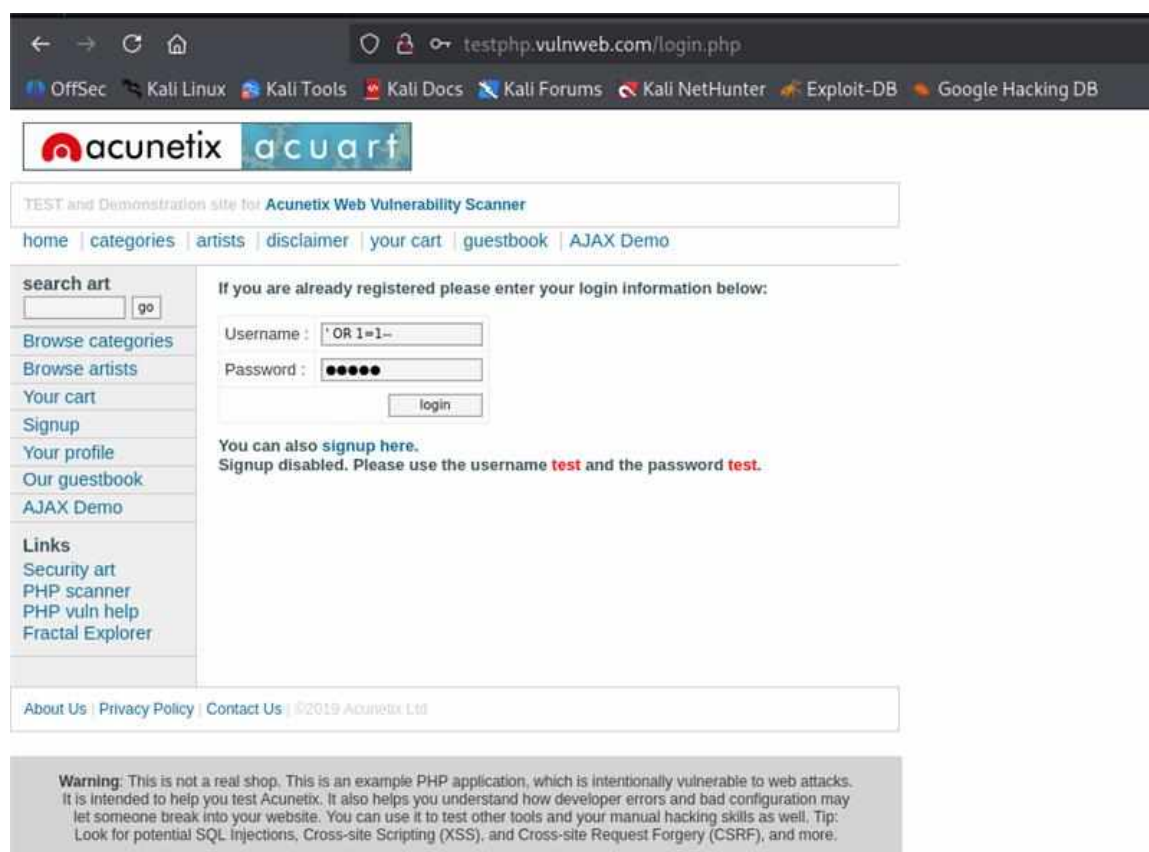 testphp.vulnweb.com/login.php
OffSec Kali Linux Kali Tools Kali Docs Kali Forums Kali NetHunter Exploit-DB Google Hacking DB
acunetix acuart
TEST and Demonstration site for Acunetix Web Vulnerability Scanner
home | categories | artists | disclaimer | your cart | guestbook | AJAX Demo
search art
go
Browse categories
Browse artists
Your cart
Signup
Your profile
Our guestbook
AJAX Demo
Links
Security art
PHP scanner
PHP vuln help
Fractal Explorer
If you are already registered please enter your login information below:
Username : ' OR 1=1--
Password : ●●●●●
login
You can also signup here.
Signup disabled. Please use the username test and the password test.
About Us | Privacy Policy | Contact Us | ©2019 Acunetix Ltd
Warning: This is not a real shop. This is an example PHP application, which is intentionally vulnerable to web attacks.
It is intended to help you test Acunetix. It also helps you understand how developer errors and bad configuration may
let someone break into your website. You can use it to test other tools and your manual hacking skills as well. Tip:
Look for potential SQL Injections, Cross-site Scripting (XSS), and Cross-site Request Forgery (CSRF), and more.